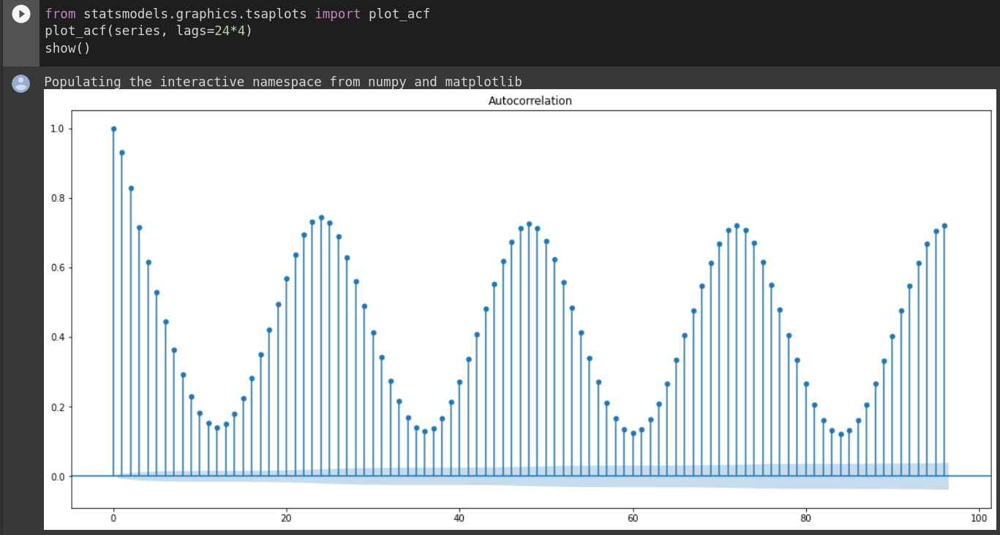 from statsmodels.graphics.tsaplots import plot_acf
plot_acf(series, lags=24*4)
show()
Populating the interactive namespace from numpy and matplotlib
Autocorrelation
1.0
0.8
0.6
0.4
0.2
0.0
0 20 40 60 80 100